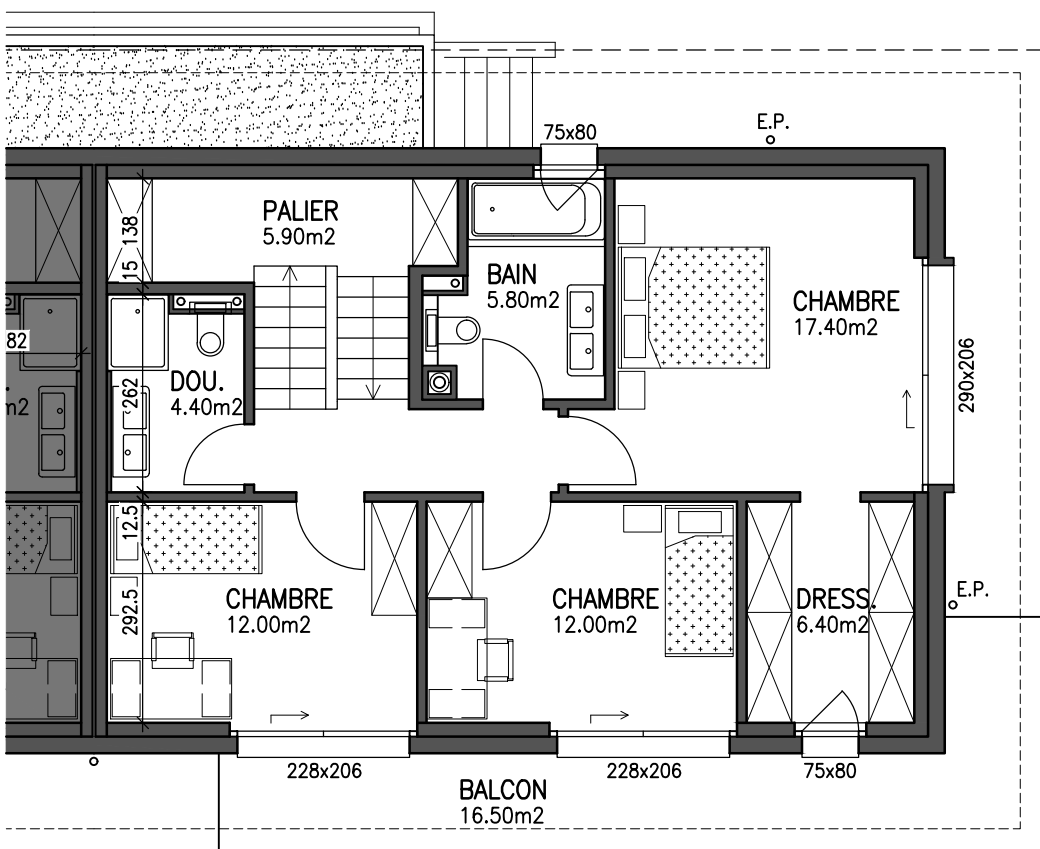 75x80
E.P.
PALIER
5.90m2
138
15
BAIN
5.80m2
CHAMBRE
17.40m2
82
DOU.
4.40m2
262
m2
290x206
12.5
292.5
CHAMBRE
12.00m2
CHAMBRE
12.00m2
DRESS.
6.40m2
E.P.
228x206
228x206
75x80
BALCON
16.50m2